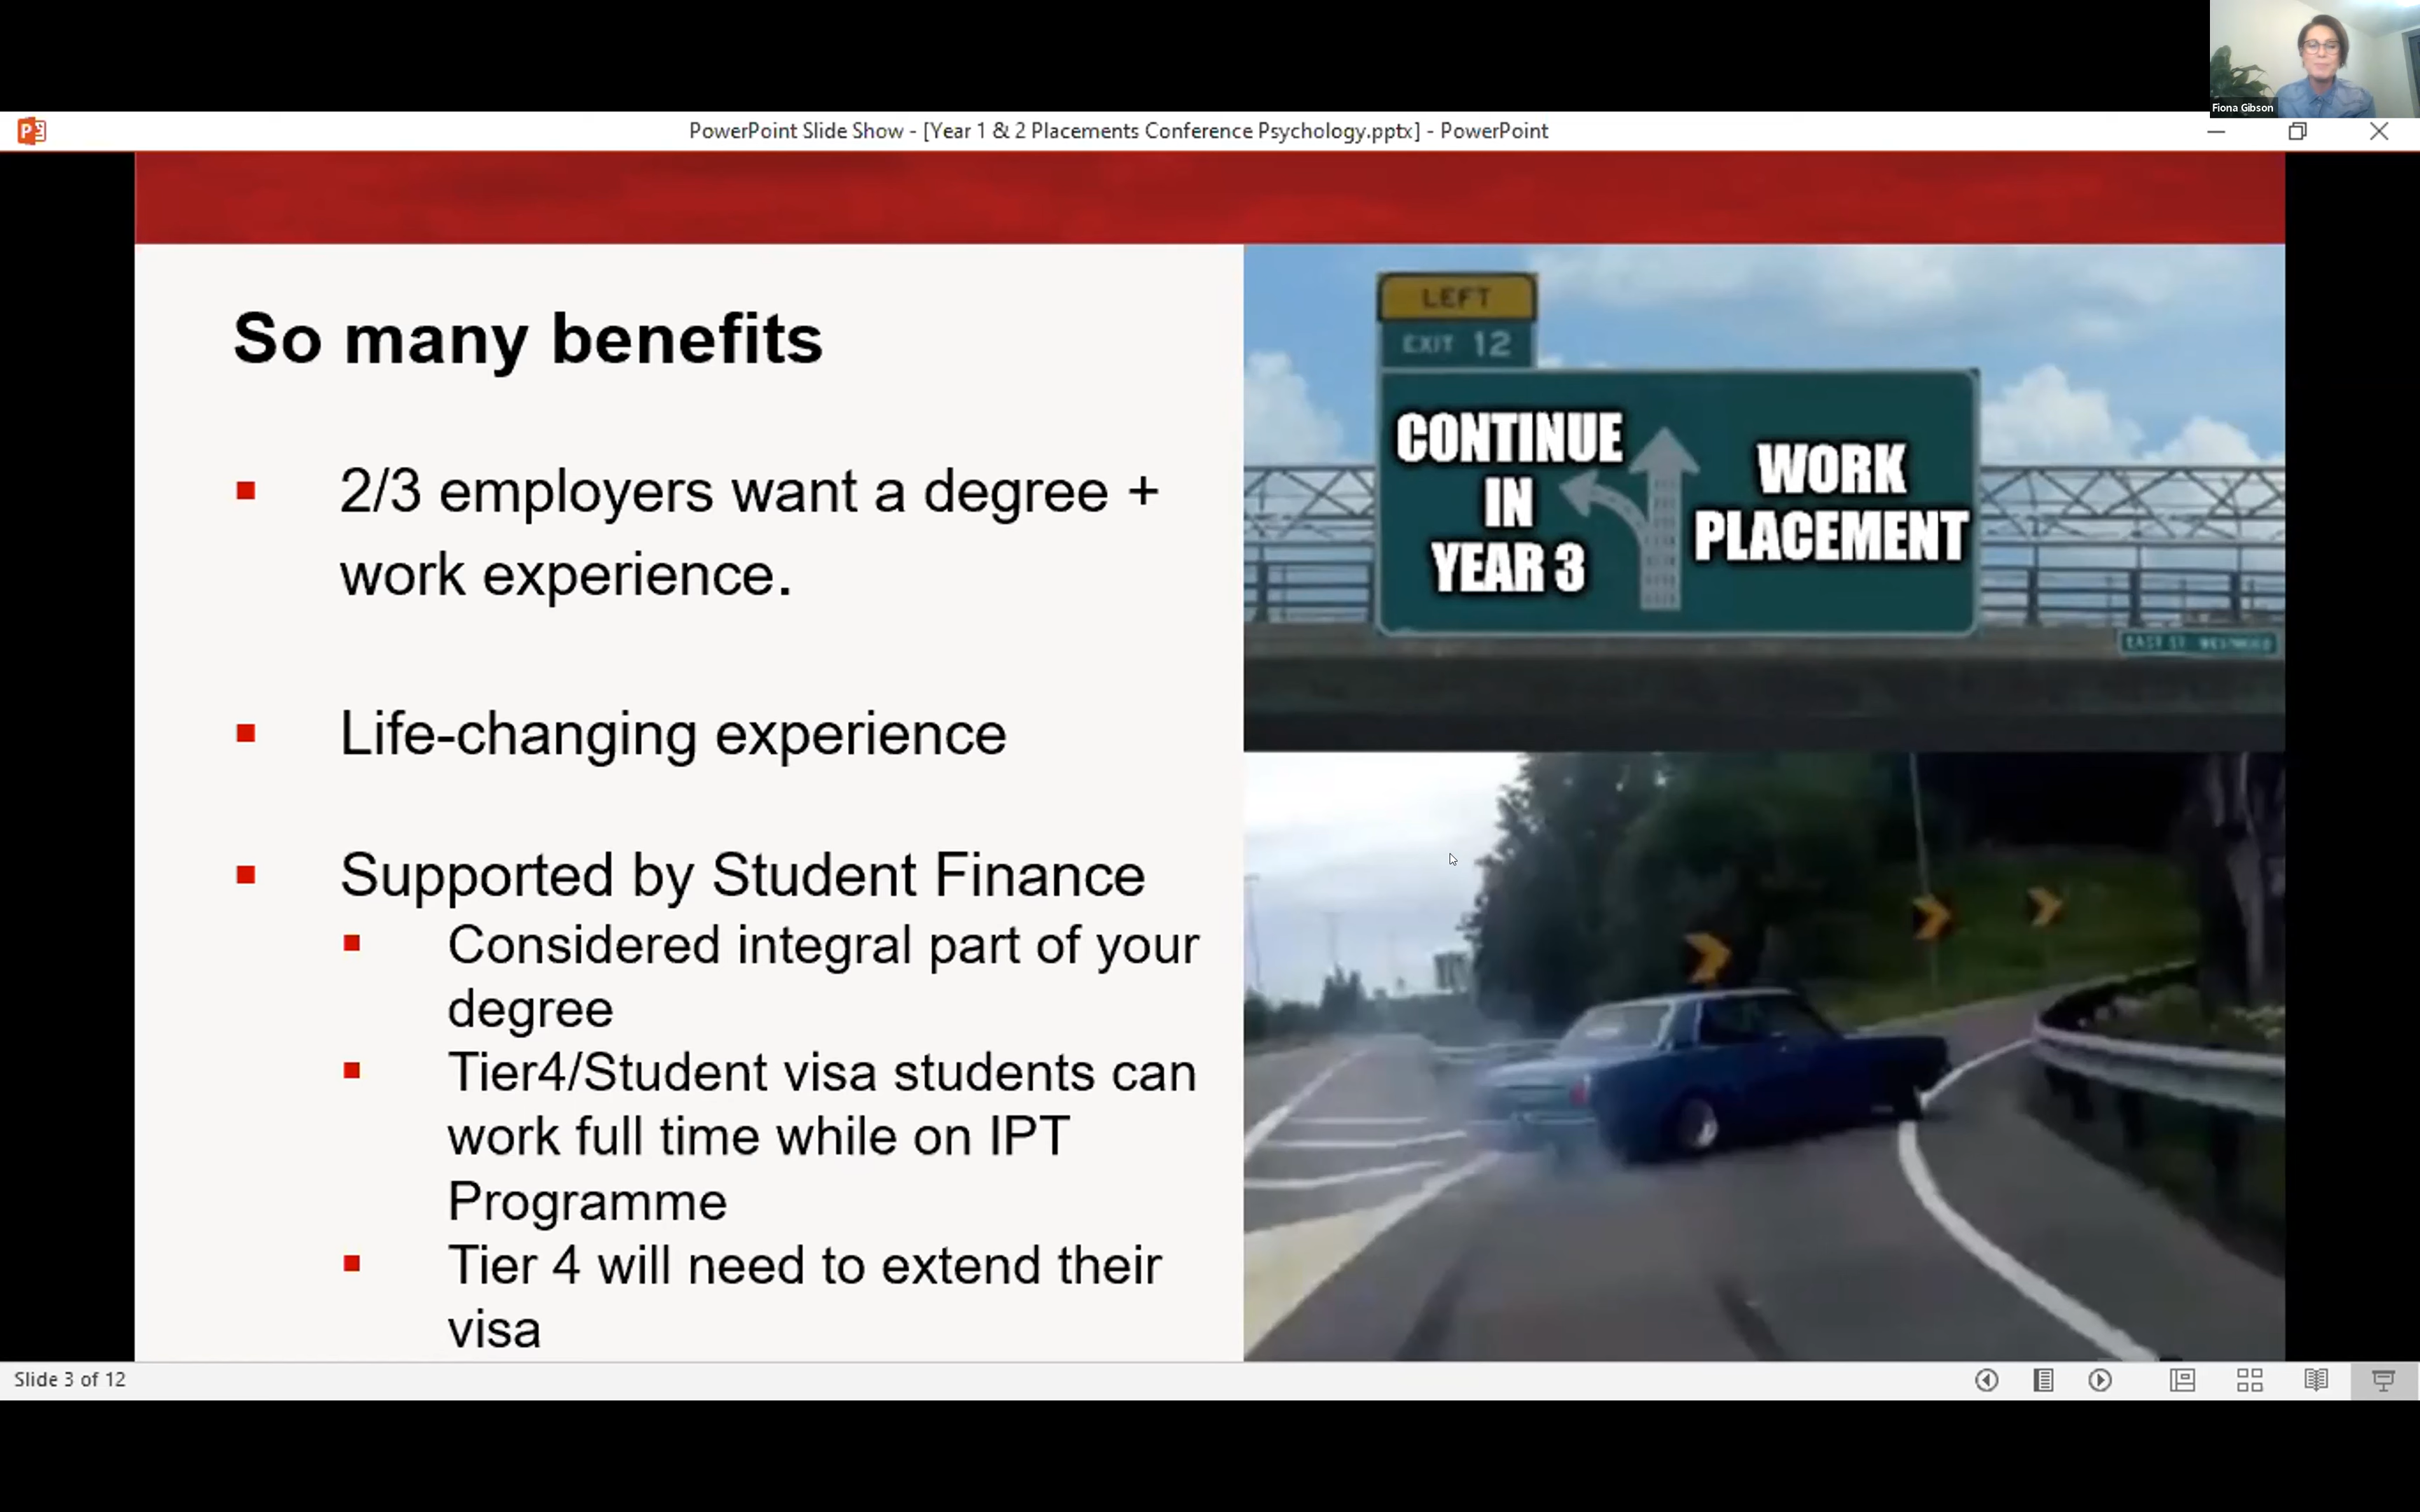 Fiona Gibson
PowerPoint Slide Show - [Year 1 & 2 Placements Conference Psychology.pptx] - PowerPoint
So many benefits
2/3 employers want a degree +
work experience.
Life-changing experience
Supported by Student Finance
Considered integral part of your
degree
Tier4/Student visa students can
work full time while on IPT
Programme
Tier 4 will need to extend their
visa
LEFT
EXIT 12
CONTINUE
IN
YEAR 3
WORK
PLACEMENT
EAST ST
Slide 3 of 12